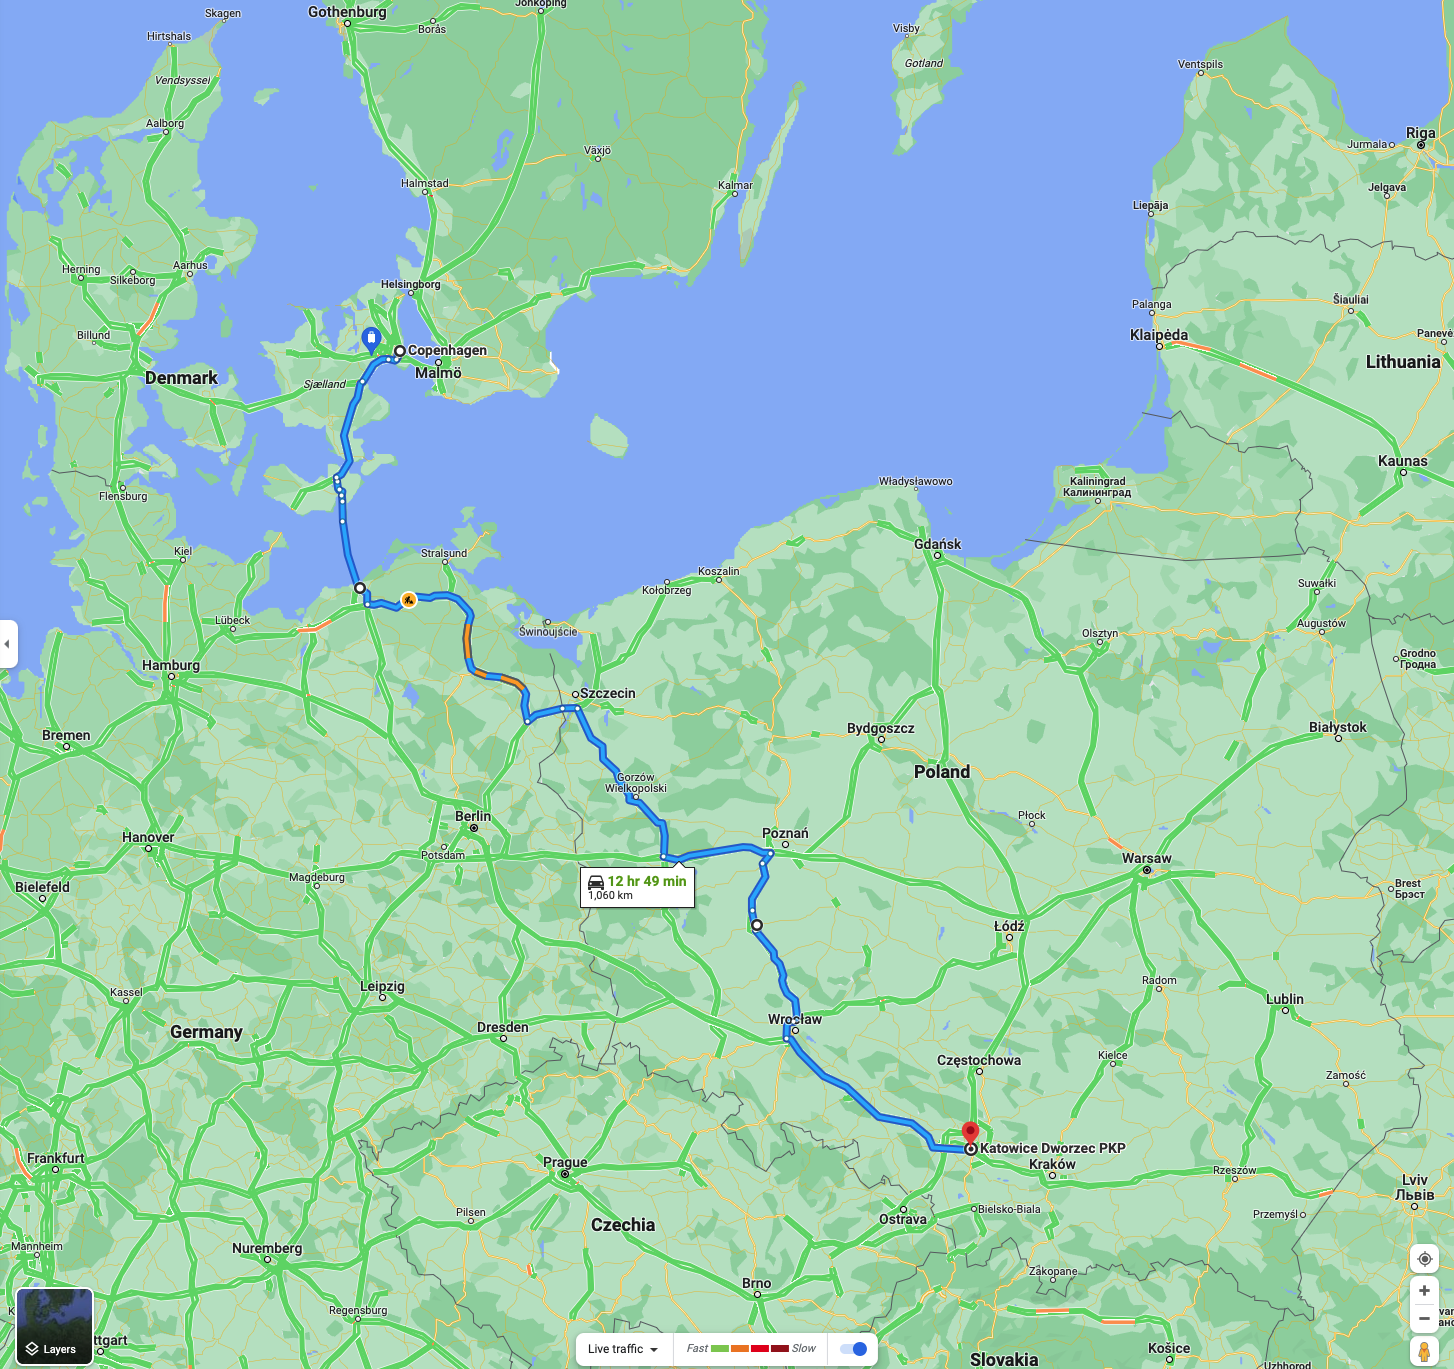 Skagen
Gothenburg
Jönköping
Borås
Visby
Hirtshals
Gotland
Ventspils
Vendsyssel
Aalborg
Riga
Jurmala
Växjö
Halmstad
Kalmar
Jelgava
Liepāja
Herning
Silkeborg
Aarhus
Helsingborg
Palanga
Šiauliai
Billund
Klaipėda
Panevė
Copenhagen
Malmö
Denmark
Sjælland
Lithuania
Kaunas
Flensburg
Władysławowo
Kaliningrad
Калининград
Kiel
Stralsund
Gdańsk
Koszalin
Kołobrzeg
Suwałki
Lübeck
Świnoujście
Olsztyn
Augustów
Grodno
Гродна
Hamburg
Szczecin
Bremen
Bydgoszcz
Białystok
Poland
Gorzów
Wielkopolski
Berlin
Płock
Hanover
Poznań
Potsdam
Warsaw
Magdeburg
12 hr 49 min
1,060 km
Bielefeld
Brest
Брэст
Łódź
Leipzig
Kassel
Radom
Lublin
Germany
Dresden
Wrocław
Częstochowa
Kielce
Zamość
Katowice Dworzec PKP
Kraków
Frankfurt
Prague
Rzeszów
Lviv
Львів
Pilsen
Czechia
Ostrava
Bielsko-Biala
Przemyśl
Mannheim
Nuremberg
Zakopane
Brno
Regensburg
ttgart
Layers
Live traffic
Fast
Slow
Košice
Slovakia
Uzhhorod